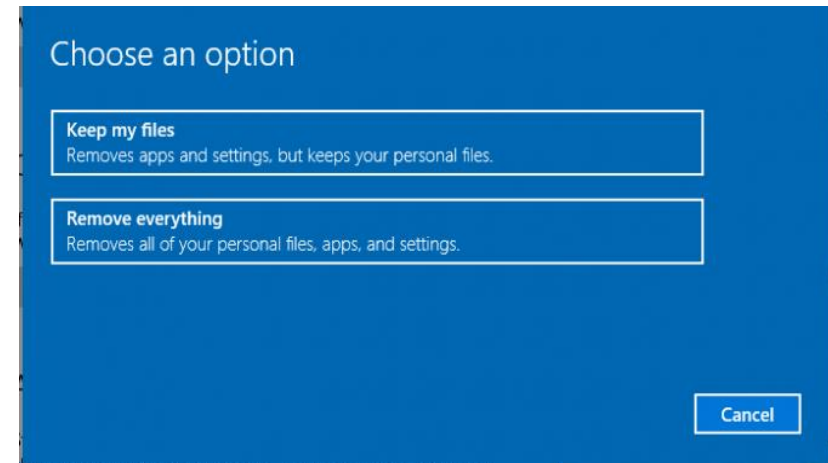 Choose an option
Keep my files
Removes apps and settings, but keeps your personal files.
Remove everything
Removes all of your personal files, apps, and settings.
Cancel